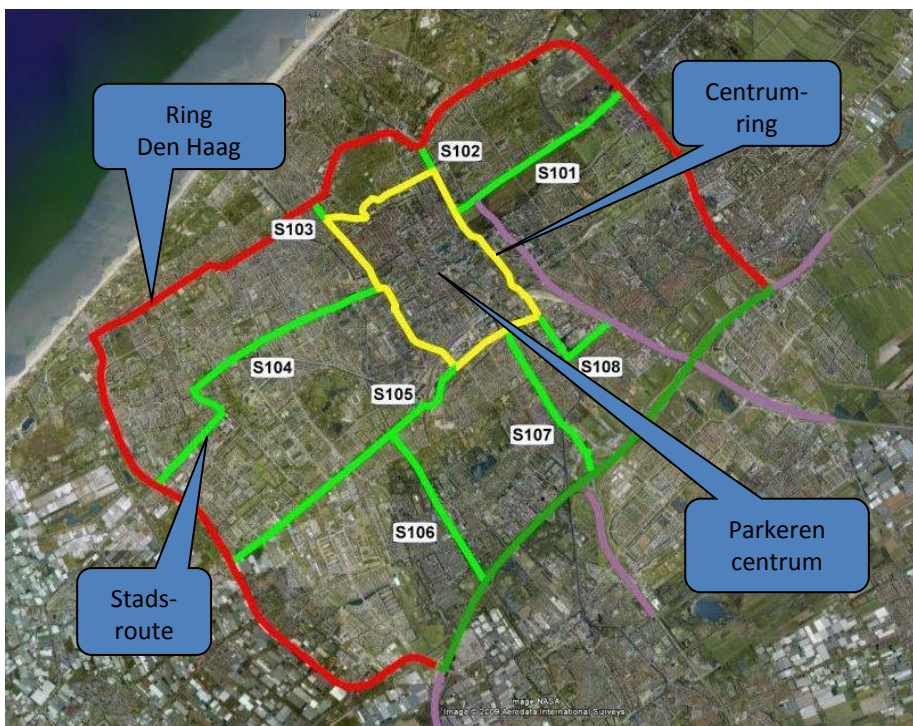 Ring
Den Haag
Centrum-
ring
S102
S101
S103
S104
S105
S108
S107
S106
Parkeren
centrum
Stads-
route
Image NASA
Image © 2009 Aerodata International Surveys